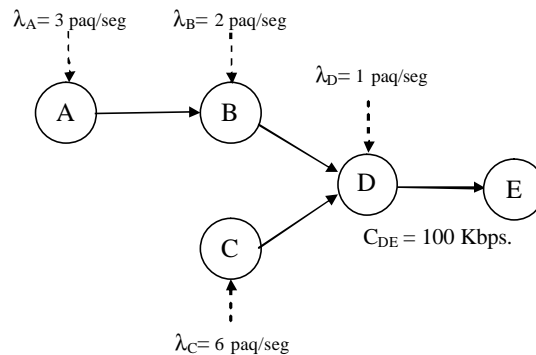 λA= 3 paq/seg
λB= 2 paq/seg
λD= 1 paq/seg
A
B
D
E
C
CDE = 100 Kbps.
λC= 6 paq/seg